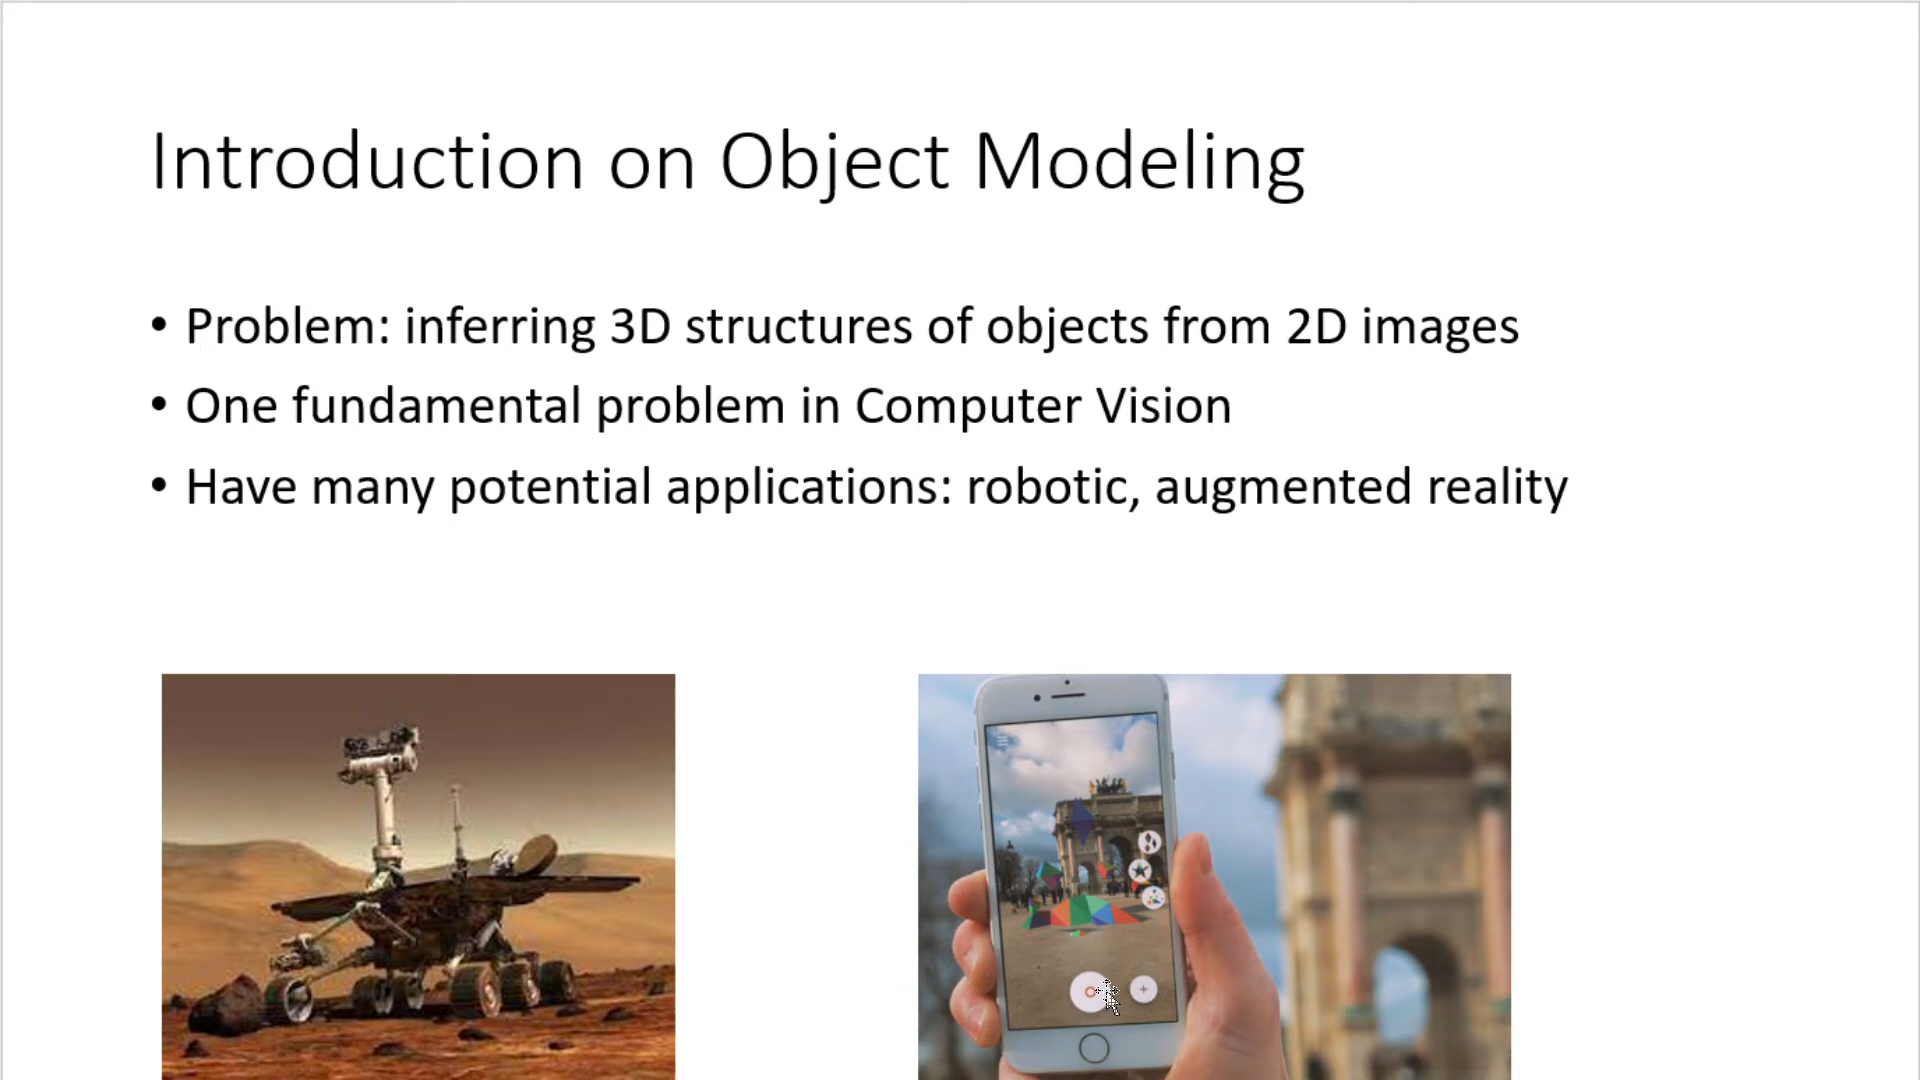 Introduction on Object Modeling
• Problem: inferring 3D structures of objects from 2D images
• One fundamental problem in Computer Vision
• Have many potential applications: robotic, augmented reality